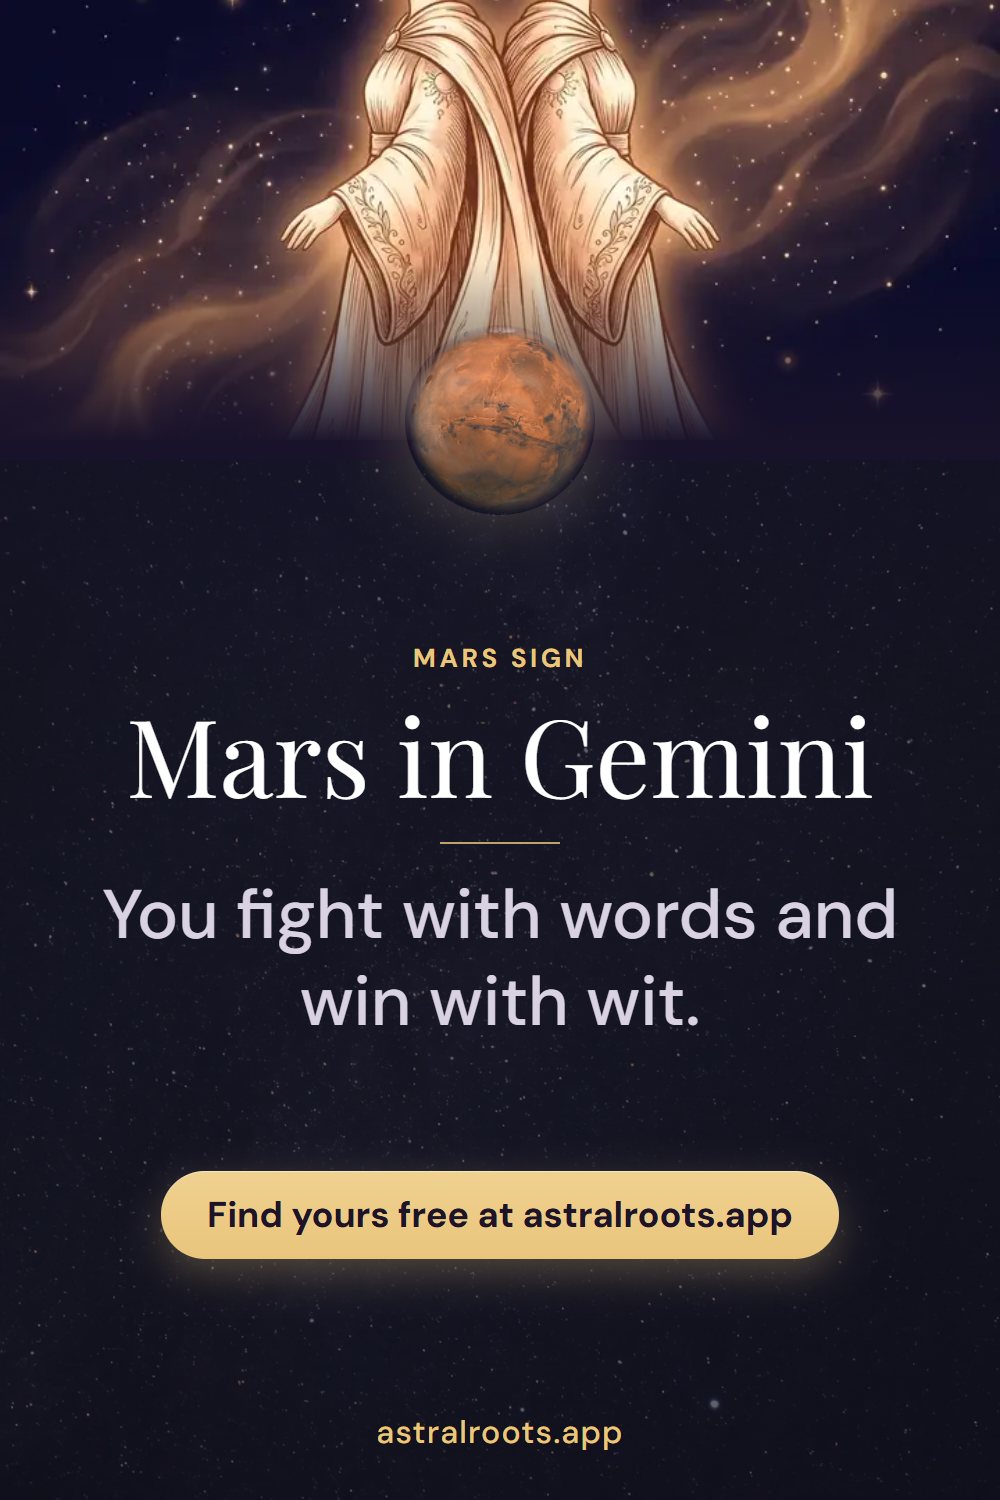 MARS SIGN
Mars in Gemini
You fight with words and
win with wit.
Find yours free at astralroots.app
astralroots.app